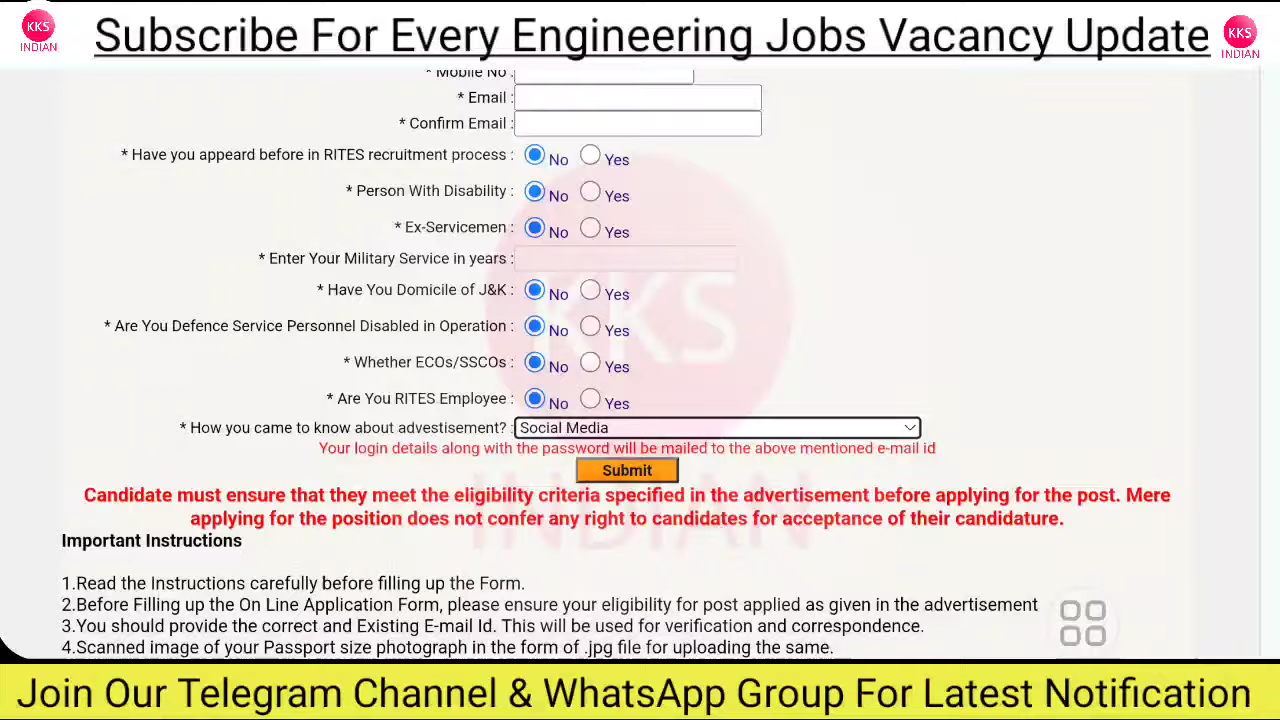 KKS
INDIAN
Subscribe For Every Engineering Jobs Vacancy Update
KKS
INDIAN
* Mobile No :
* Email :
* Confirm Email :
* Have you appeard before in RITES recruitment process : No Yes
* Person With Disability : No Yes
* Ex-Servicemen : No Yes
* Enter Your Military Service in years :
* Have You Domicile of J&K : No Yes
* Are You Defence Service Personnel Disabled in Operation : No Yes
* Whether ECOs/SSCOs : No Yes
* Are You RITES Employee : No Yes
* How you came to know about advestisement? : Social Media
Your login details along with the password will be mailed to the above mentioned e-mail id
Submit
Candidate must ensure that they meet the eligibility criteria specified in the advertisement before applying for the post. Mere
applying for the position does not confer any right to candidates for acceptance of their candidature.
Important Instructions
1.Read the Instructions carefully before filling up the Form.
2.Before Filling up the On Line Application Form, please ensure your eligibility for post applied as given in the advertisement
3.You should provide the correct and Existing E-mail Id. This will be used for verification and correspondence.
4.Scanned image of your Passport size photograph in the form of .jpg file for uploading the same.
KKS
INDIAN
Join Our Telegram Channel & WhatsApp Group For Latest Notification